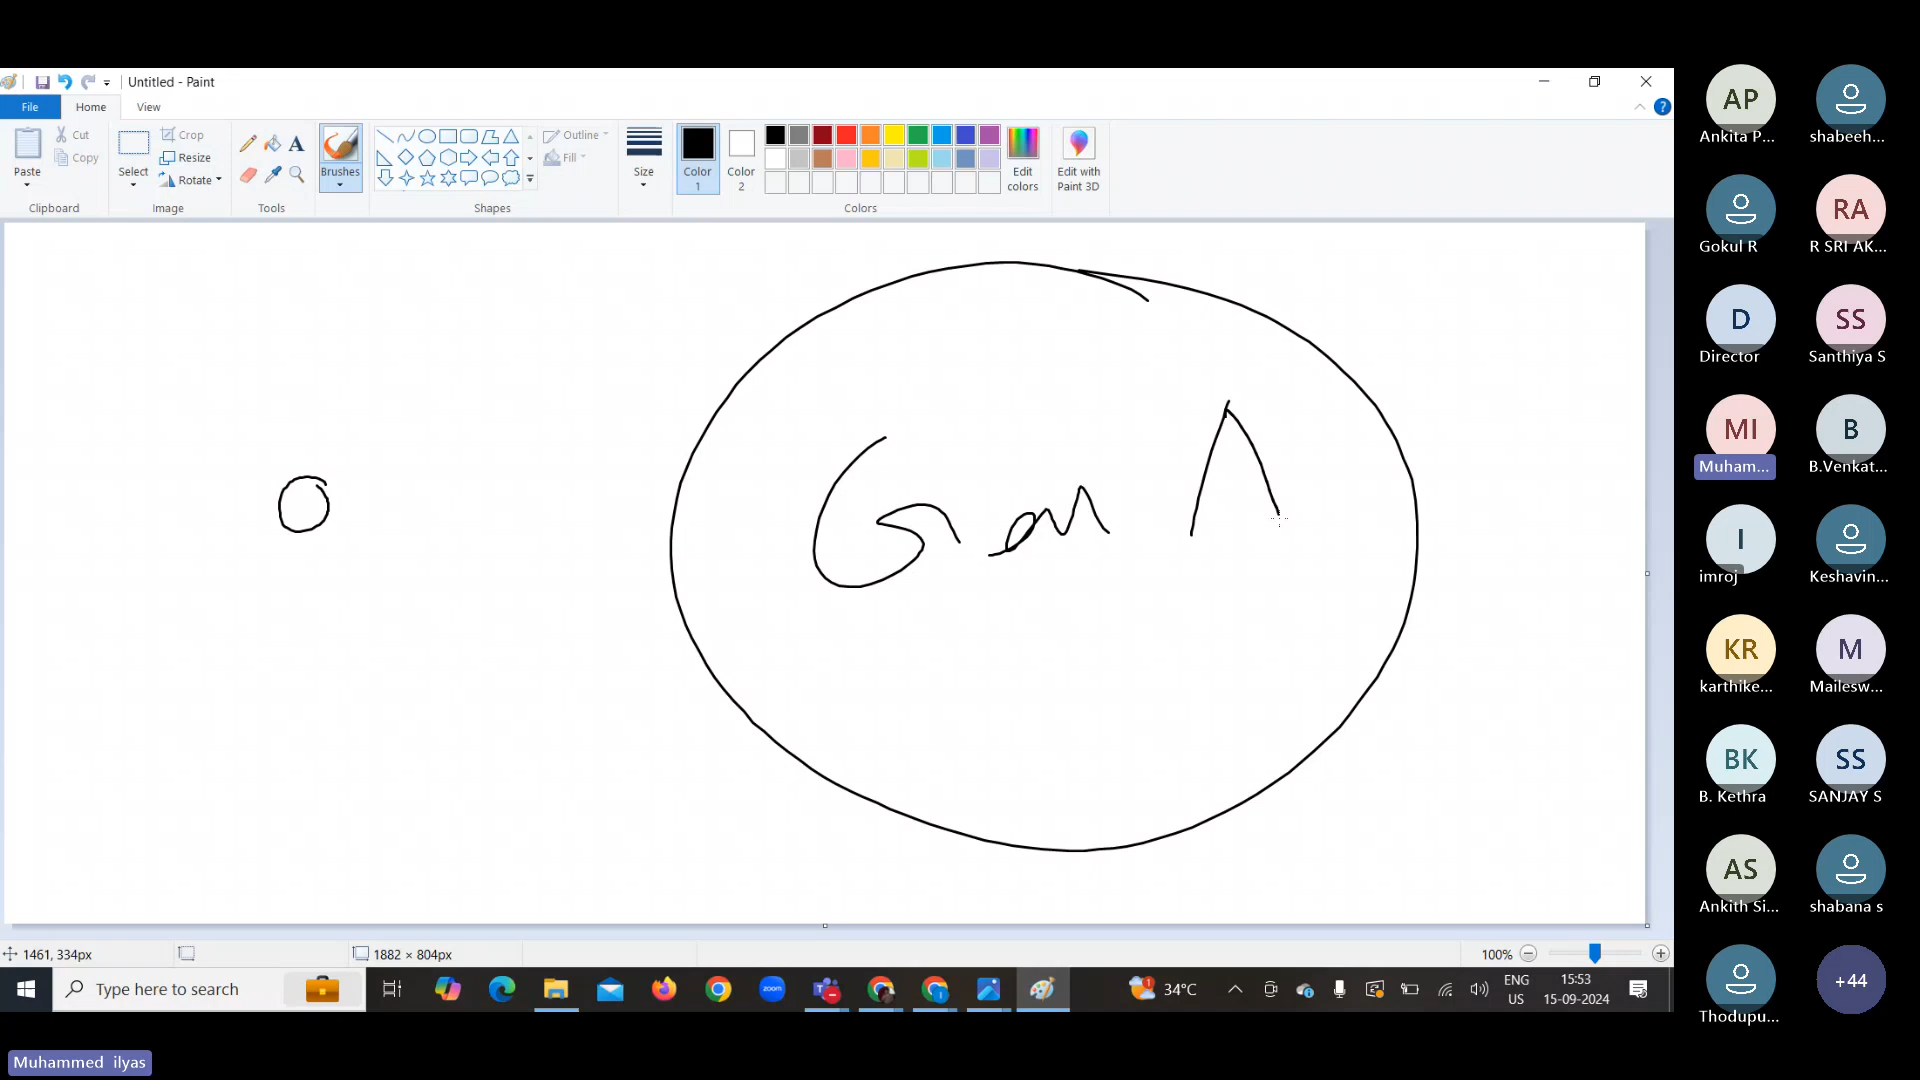 Untitled - Paint
File Home View
Paste Cut Copy Select Crop Resize Rotate Brushes Outline Fill Size Color 1 Color 2 Edit colors Edit with Paint 3D
Clipboard Image Tools Shapes Colors
Gen
1461, 334px 1882 × 804px 100%
Type here to search 34°C ENG US 15:53 15-09-2024
AP
Ankita P...
shabeeh...
Gokul R
RA
R SRI AK...
D
Director
SS
Santhiya S
MI
Muham...
B
B.Venkat...
I
imroj
Keshavin...
KR
karthike...
M
Mailesw...
BK
B. Kethra
SS
SANJAY S
AS
Ankith Si...
shabana s
Thodupu...
+44
Muhammed ilyas